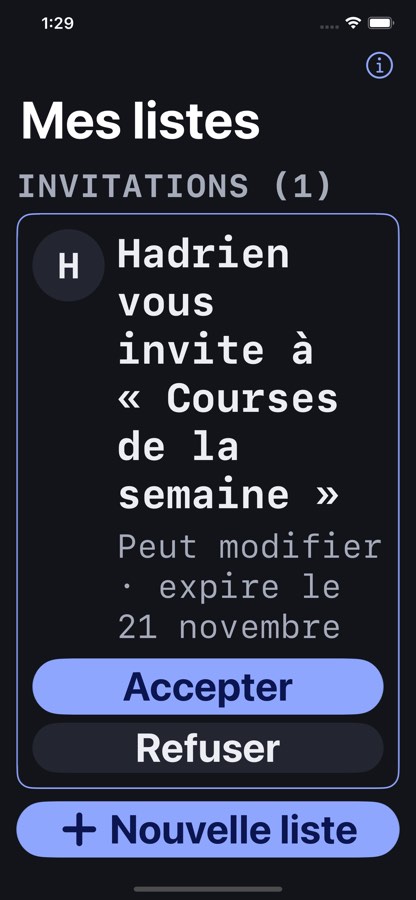 1:29
Mes listes
INVITATIONS (1)
H
Hadrien
vous
invite à
« Courses
de la
semaine »
Peut modifier
· expire le
21 novembre
Accepter
Refuser
+ Nouvelle liste